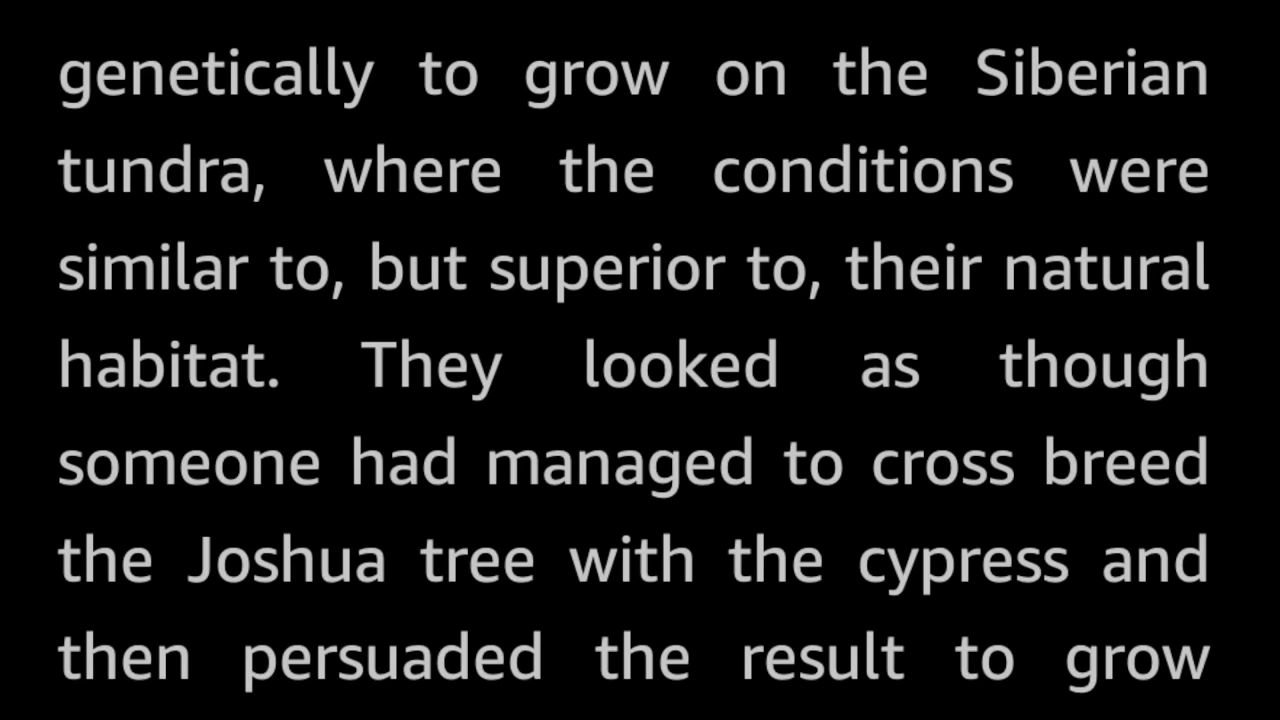 genetically to grow on the Siberian
tundra, where the conditions were
similar to, but superior to, their natural
habitat. They looked as though
someone had managed to cross breed
the Joshua tree with the cypress and
then persuaded the result to grow